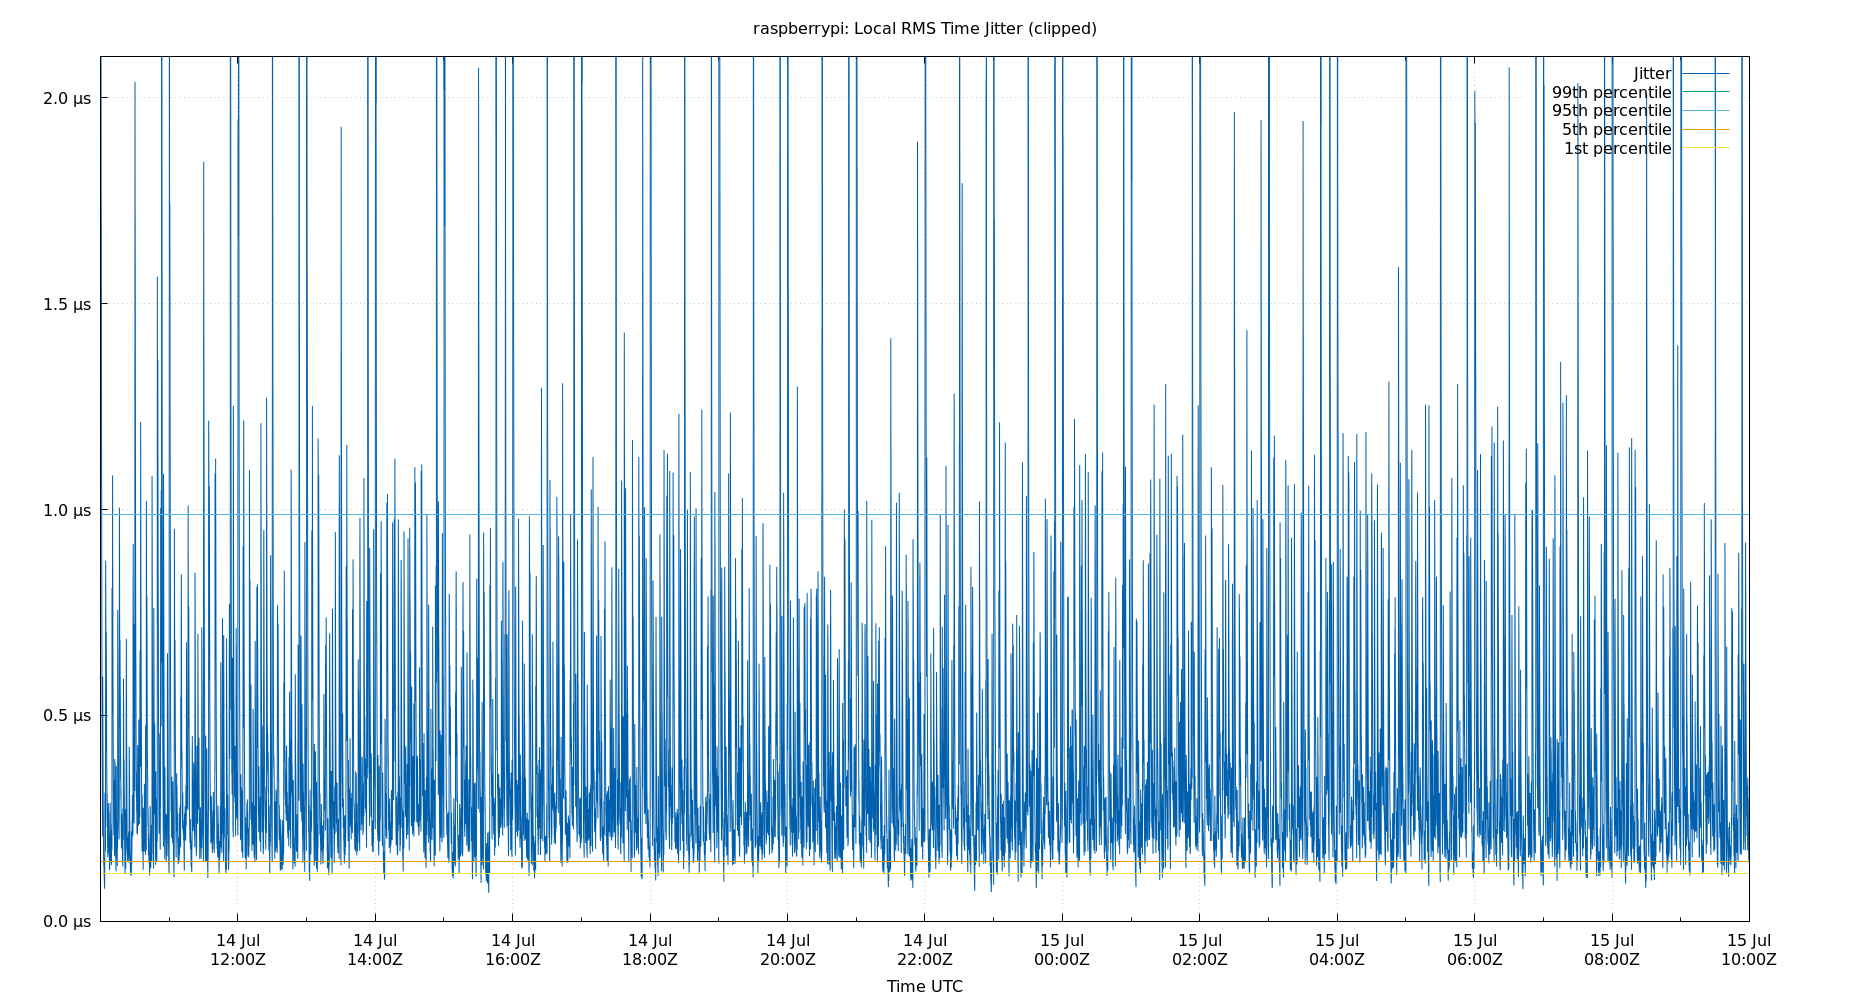 raspberrypi: Local RMS Time Jitter (clipped)
2.0 µs
1.5 µs
1.0 µs
0.5 µs
0.0 µs
Jitter
99th percentile
95th percentile
5th percentile
1st percentile
14 Jul
12:00Z
14 Jul
14:00Z
14 Jul
16:00Z
14 Jul
18:00Z
14 Jul
20:00Z
14 Jul
22:00Z
15 Jul
00:00Z
15 Jul
02:00Z
15 Jul
04:00Z
15 Jul
06:00Z
15 Jul
08:00Z
15 Jul
10:00Z
Time UTC